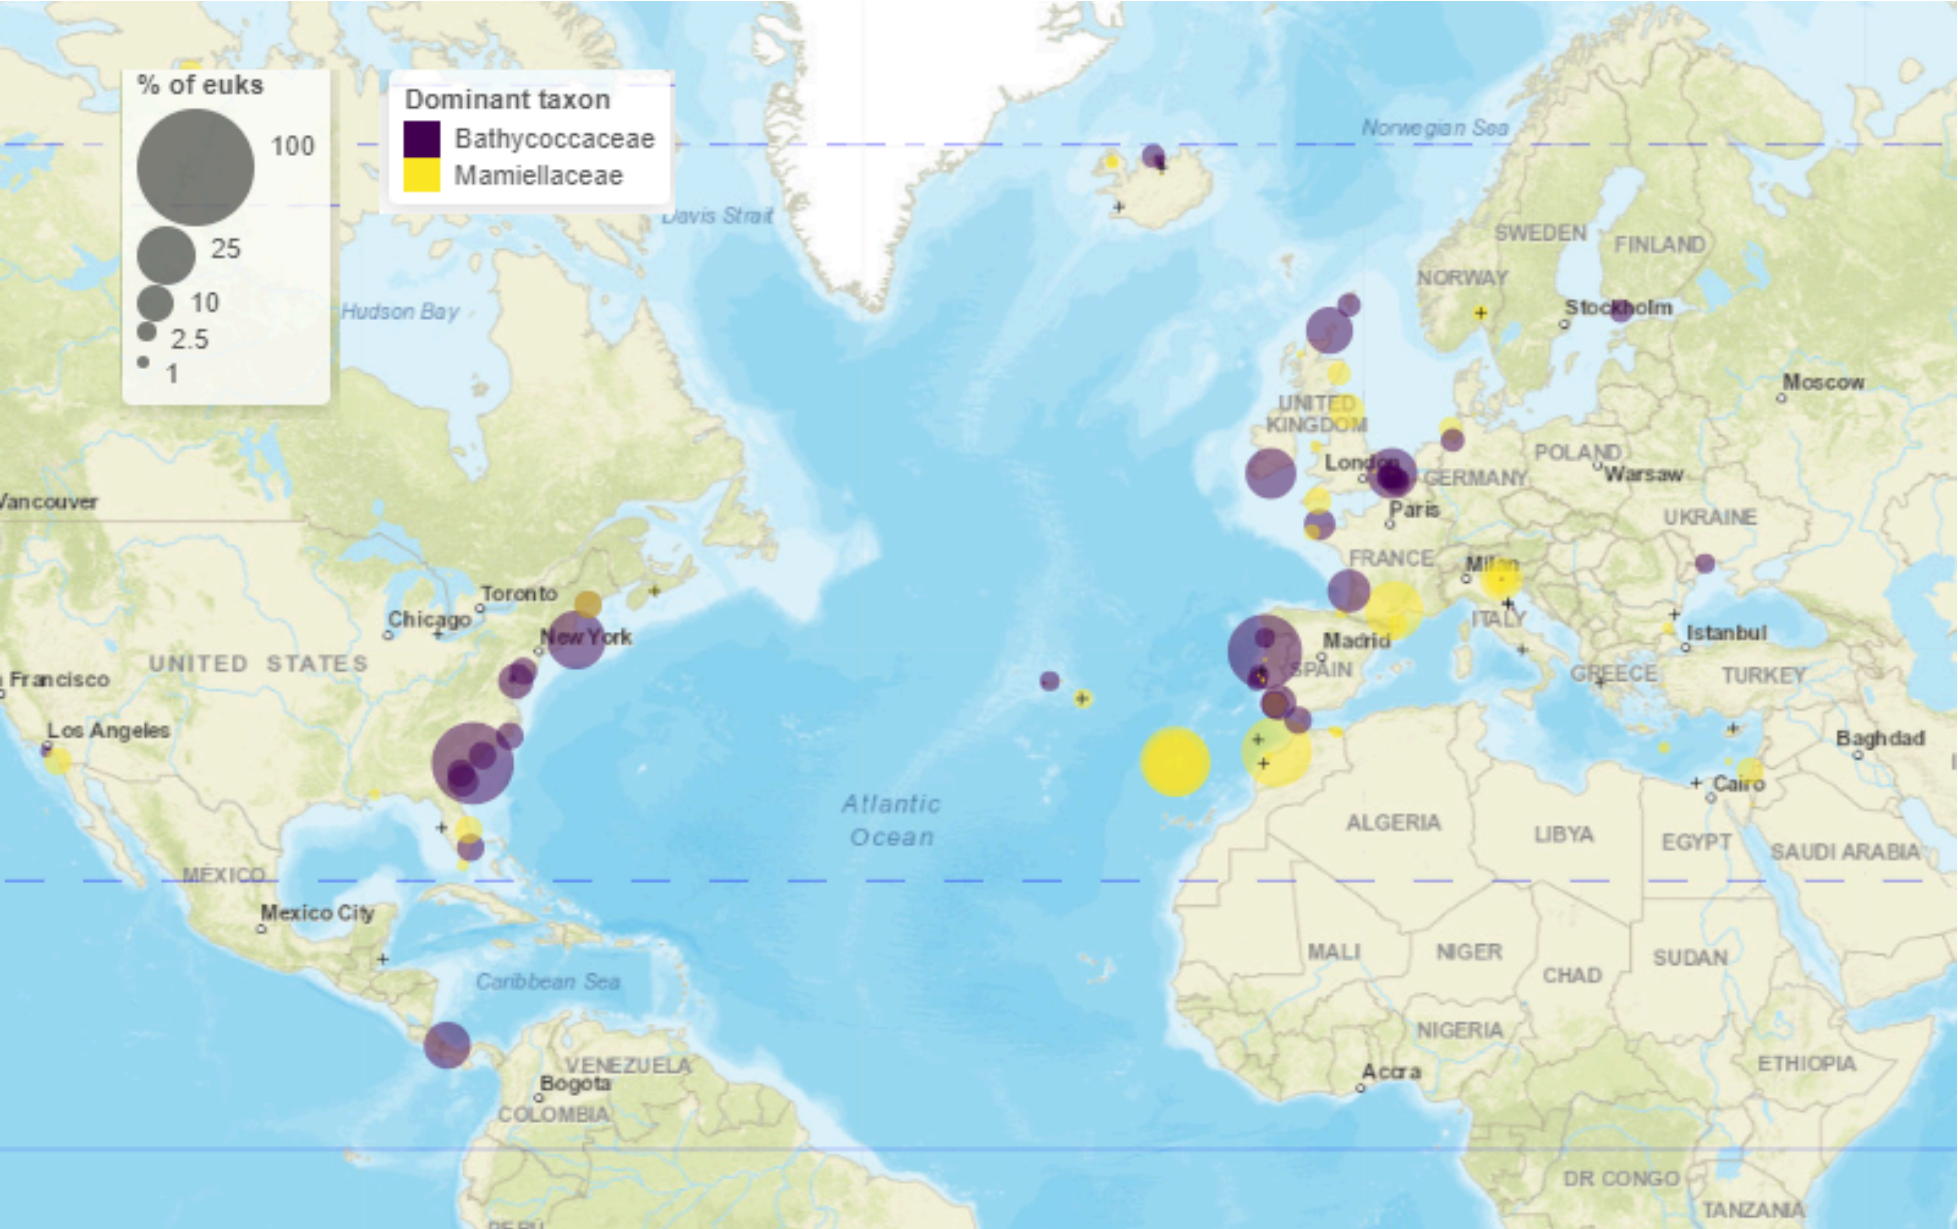 % of euks
100
25
10
2.5
1
Dominant taxon
Bathycoccaceae
Mamiellaceae
Norwegian Sea
Davis Strait
Hudson Bay
SWEDEN
FINLAND
NORWAY
Stockholm
Moscow
UNITED
KINGDOM
POLAND
Warsaw
London
GERMANY
Paris
UKRAINE
Vancouver
FRANCE
Milan
Toronto
Chicago
New York
ITALY
Madrid
Istanbul
UNITED STATES
SPAIN
GREECE
TURKEY
Francisco
Los Angeles
Baghdad
Cairo
Atlantic
Ocean
ALGERIA
LIBYA
EGYPT
SAUDI ARABIA
MÉXICO
Mexico City
MALI
NIGER
CHAD
SUDAN
Caribbean Sea
NIGERIA
VENEZUELA
Bogota
COLOMBIA
Accra
ETHIOPIA
DR CONGO
TANZANIA
PERU